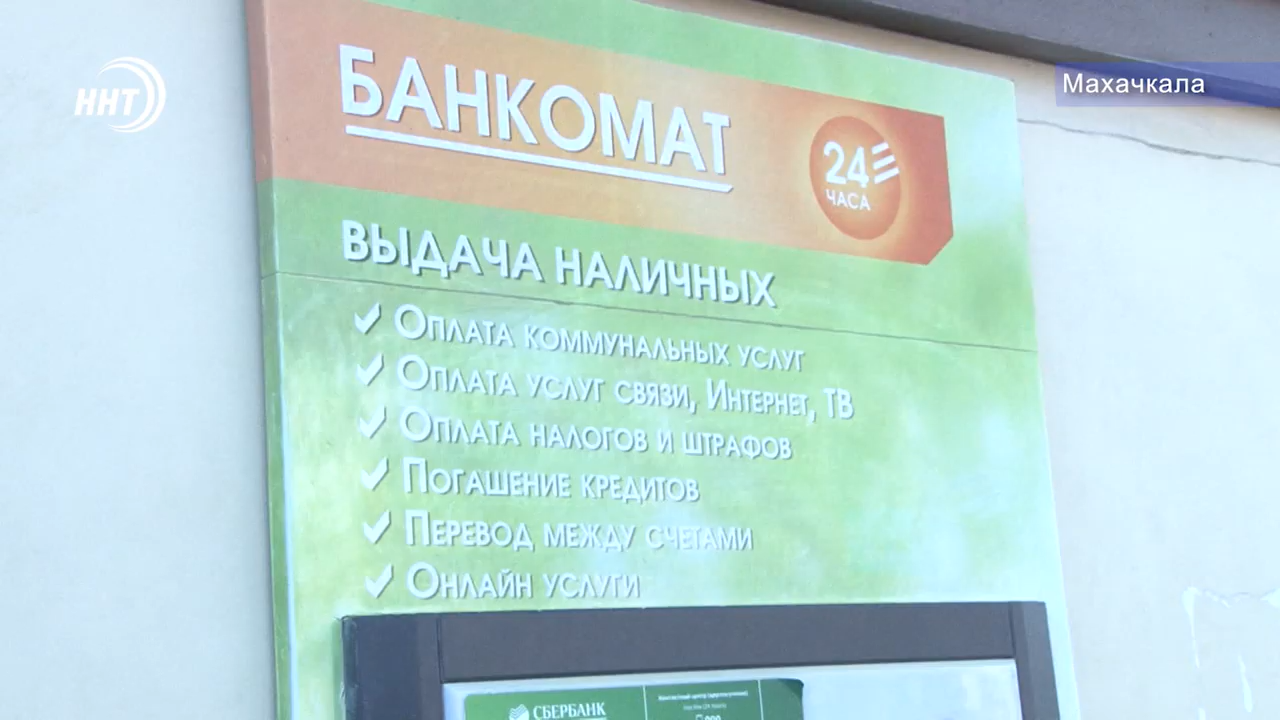 ННТ
Махачкала
БАНКОМАТ
24
ЧАСА
ВЫДАЧА НАЛИЧНЫХ
Оплата коммунальных услуг
Оплата услуг связи, Интернет, ТВ
Оплата налогов и штрафов
Погашение кредитов
Перевод между счетами
Онлайн услуги
СБЕРБАНК